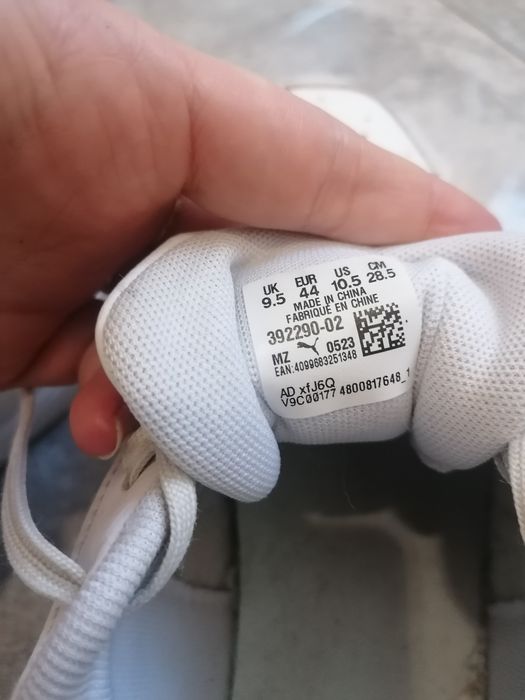 UK EUR US CM
9.5 44 10.5 28.5
MADE IN CHINA
FABRIQUÉ EN CHINE
392290-02
MZ 0523
EAN:4099683251348
AD xfJ6Q
V9C00177 4800817648_1